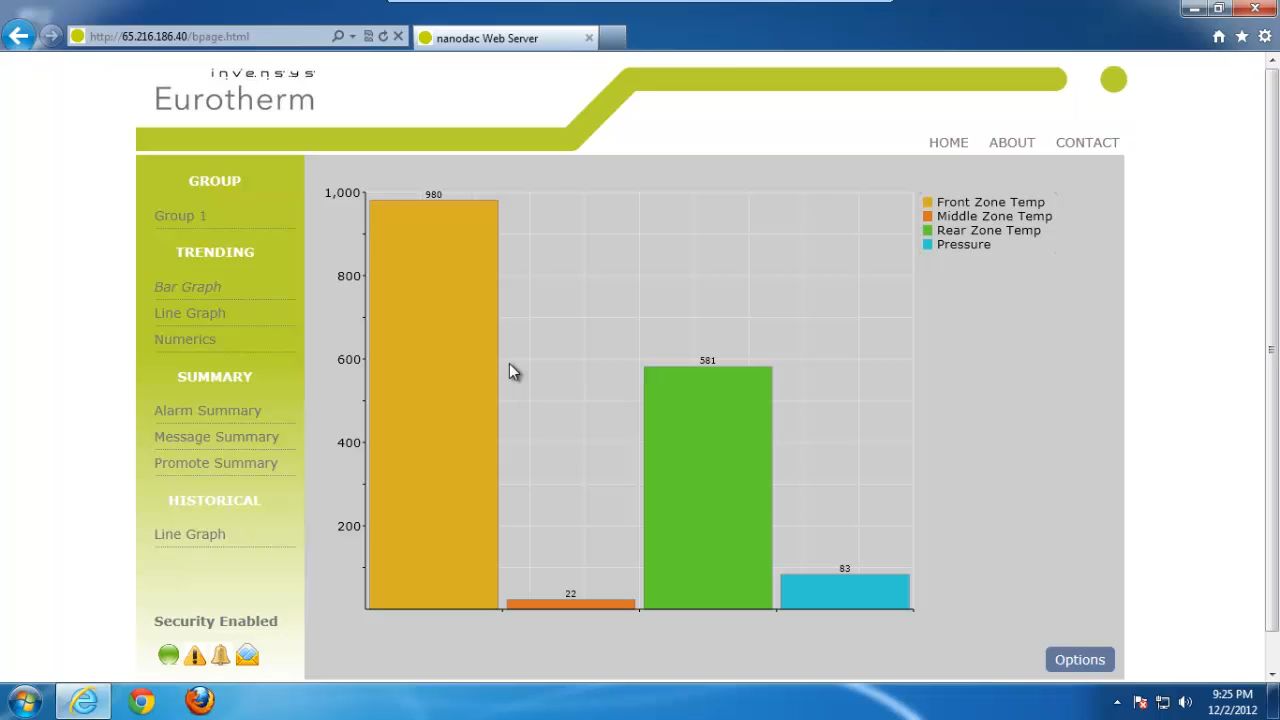 http://65.216.186.40/bpage.html
nanodac Web Server
invensys
Eurotherm
HOME ABOUT CONTACT
GROUP
Group 1
TRENDING
Bar Graph
Line Graph
Numerics
SUMMARY
Alarm Summary
Message Summary
Promote Summary
HISTORICAL
Line Graph
Security Enabled
1,000
800
600
400
200
980
22
581
83
Front Zone Temp
Middle Zone Temp
Rear Zone Temp
Pressure
Options
9:25 PM
12/2/2012